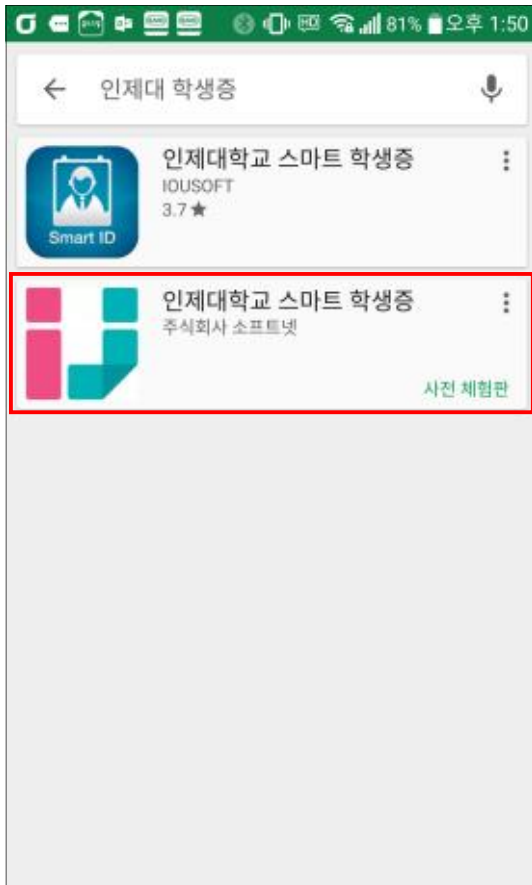 81% 오후 1:50
인제대 학생증
인제대학교 스마트 학생증
IOUSOFT
3.7★
Smart ID
인제대학교 스마트 학생증
주식회사 소프트넷
사전 체험판